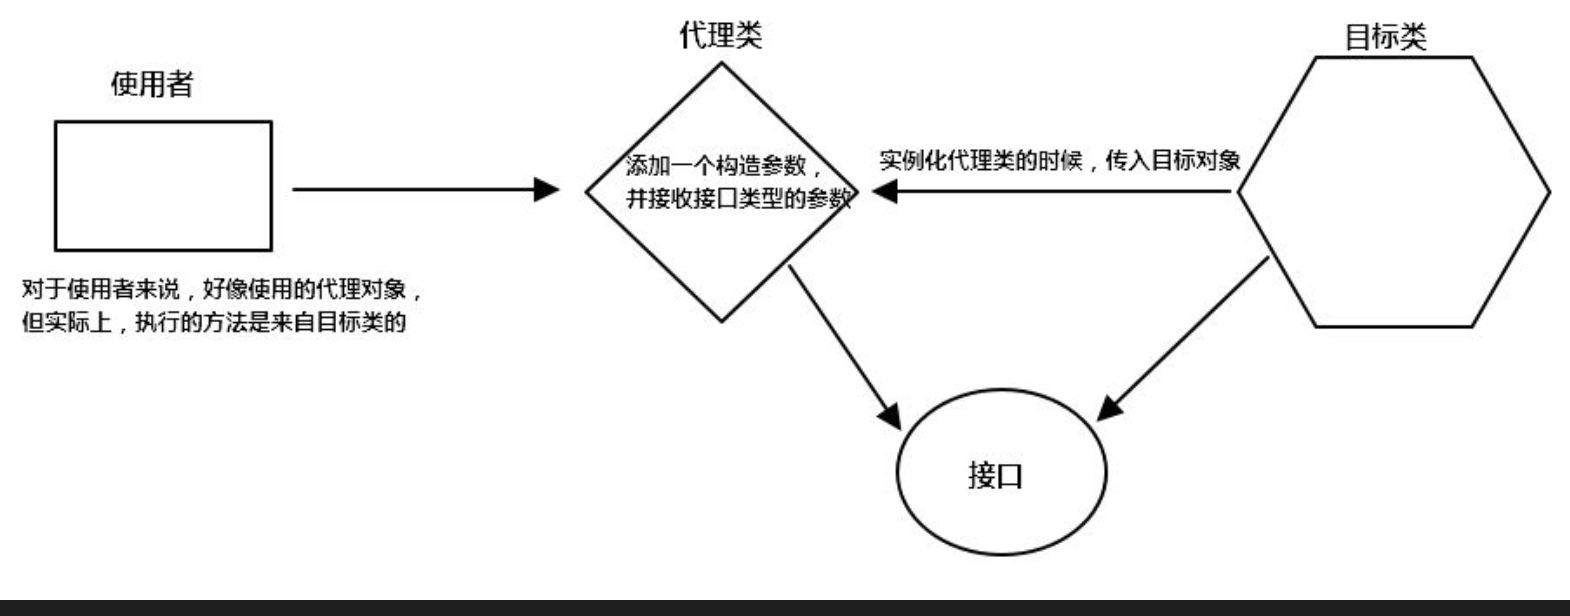 使用者
对于使用者来说，好像使用的代理对象，
但实际上，执行的方法是来自目标类的
代理类
添加一个构造参数，
并接收接口类型的参数
实例化代理类的时候，传入目标对象
目标类
接口